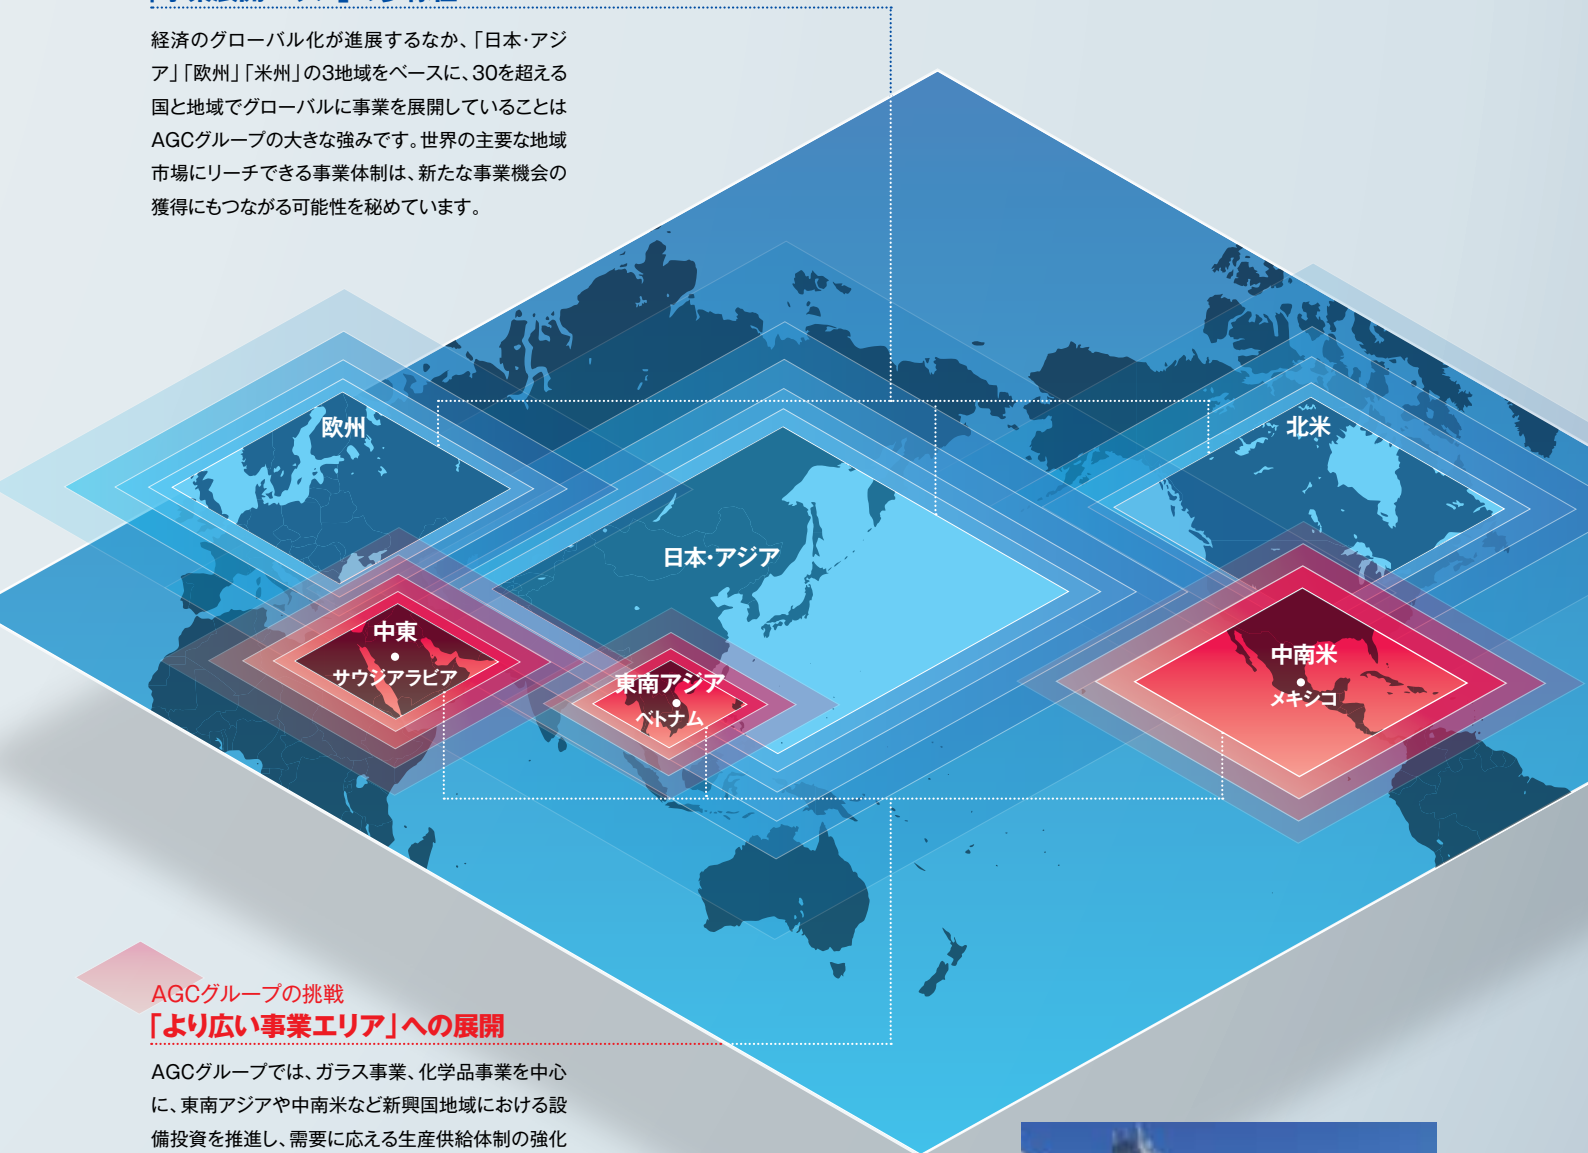 経済のグローバル化が進展するなか、「日本・アジ
ア」「欧州」「米州」の3地域をベースに、30を超える
国と地域でグローバルに事業を展開していることは
AGCグループの大きな強みです。世界の主要な地域
市場にリーチできる事業体制は、新たな事業機会の
獲得にもつながる可能性を秘めています。
欧州
北米
日本・アジア
中東
サウジアラビア
東南アジア
ベトナム
中南米
メキシコ
AGCグループの挑戦
「より広い事業エリア」への展開
AGCグループでは、ガラス事業、化学品事業を中心
に、東南アジアや中南米など新興国地域における設
備投資を推進し、需要に応える生産供給体制の強化